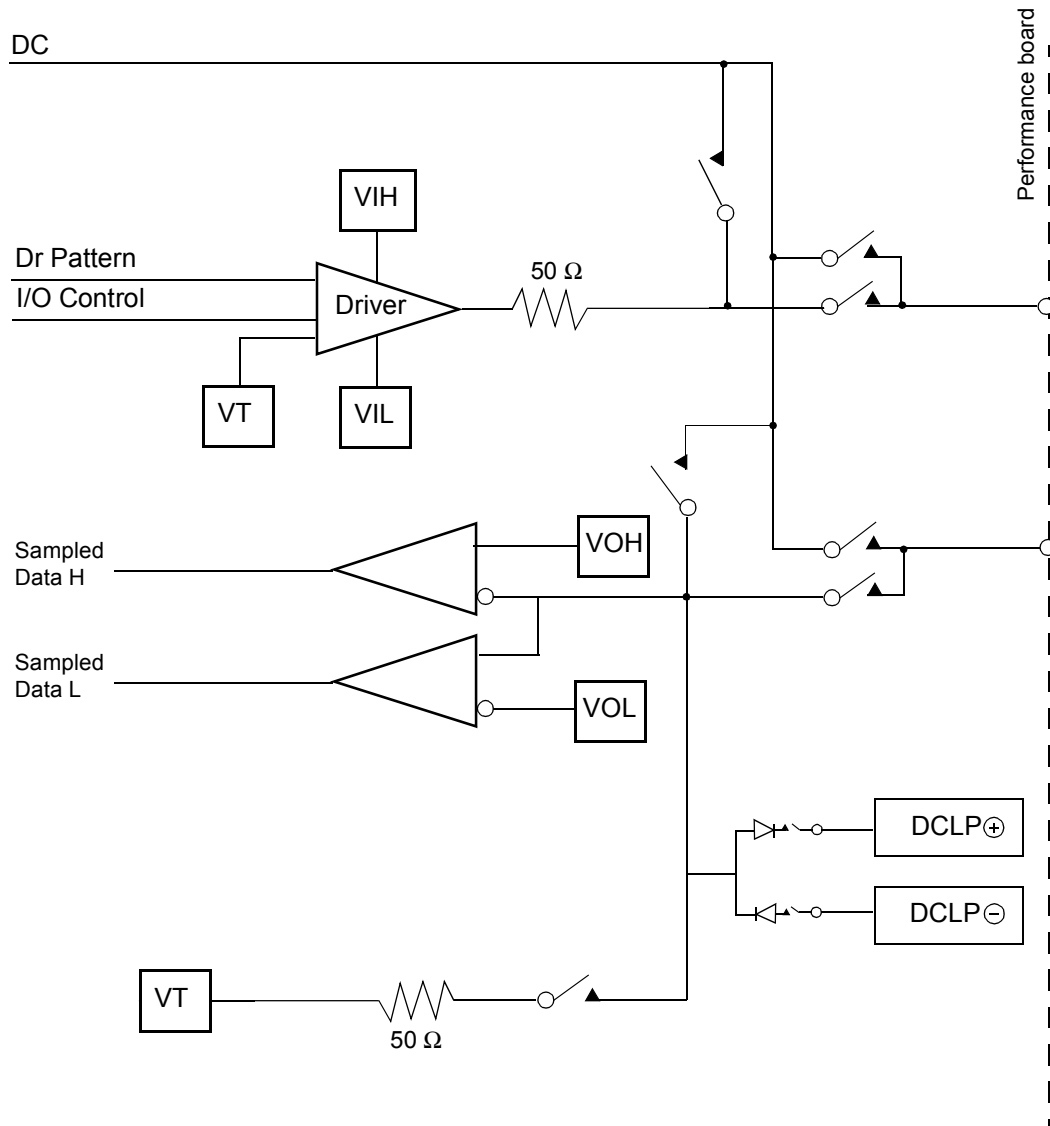 DC
Performance board
VIH
Dr Pattern
I/O Control
Driver
50 Ω
VT
VIL
Sampled
Data H
VOH
Sampled
Data L
VOL
DCLP⊕
DCLP⊖
VT
50 Ω